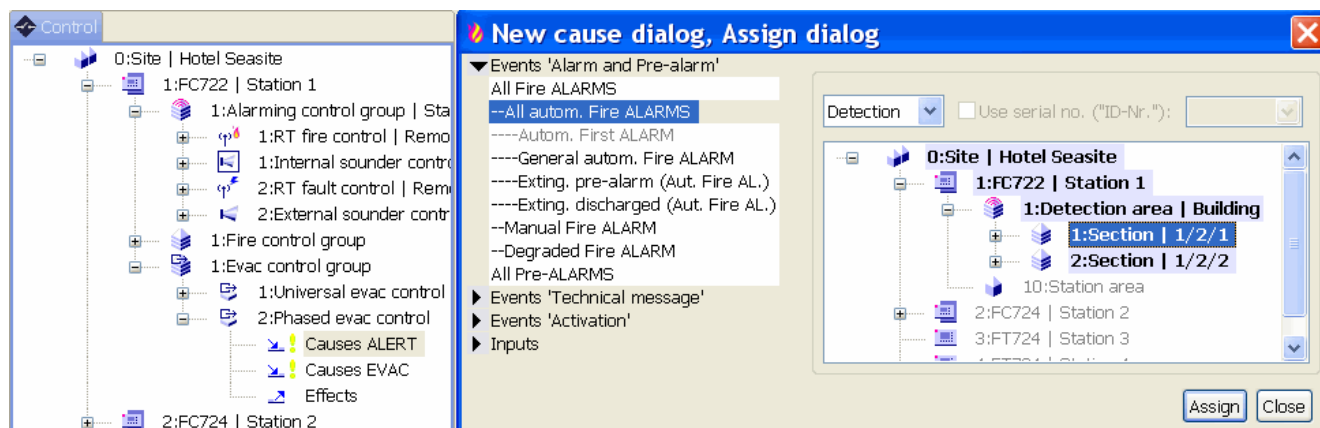 Control
0:Site | Hotel Seasite
1:FC722 | Station 1
1:Alarming control group | Sta
1:RT fire control | Remo
1:Internal sounder contr
2:RT fault control | Rem
2:External sounder contr
1:Fire control group
1:Evac control group
1:Universal evac control
2:Phased evac control
Causes ALERT
Causes EVAC
Effects
2:FC724 | Station 2
New cause dialog, Assign dialog
Events 'Alarm and Pre-alarm'
All Fire ALARMS
--All autom. Fire ALARMS
----Autom. First ALARM
----General autom. Fire ALARM
----Exting. pre-alarm (Aut. Fire AL.)
----Exting. discharged (Aut. Fire AL.)
--Manual Fire ALARM
--Degraded Fire ALARM
All Pre-ALARMS
Events 'Technical message'
Events 'Activation'
Inputs
Detection
Use serial no. ("ID-Nr."):
0:Site | Hotel Seasite
1:FC722 | Station 1
1:Detection area | Building
1:Section | 1/2/1
2:Section | 1/2/2
10:Station area
2:FC724 | Station 2
3:FT724 | Station 3
Assign
Close